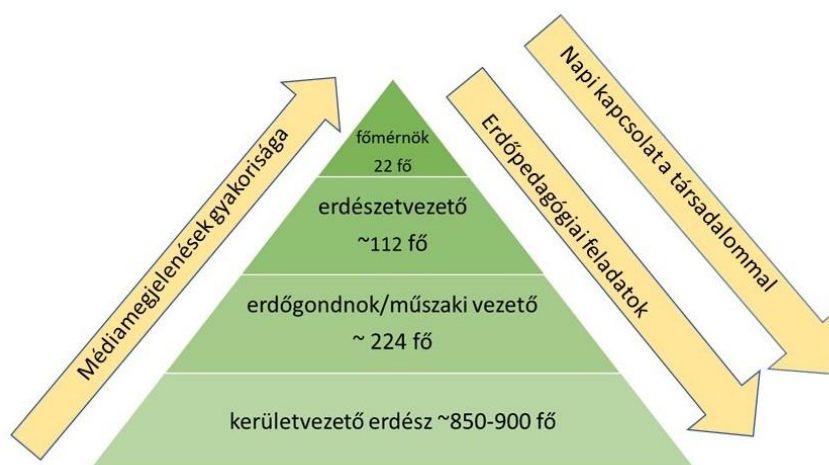 Médiamegjelenések gyakorisága
főmérnök
22 fő
erdészetvezető
~112 fő
erdőgondnok/műszaki vezető
~ 224 fő
kerületvezető erdész ~850-900 fő
Erdőpedagógiai feladatok
Napi kapcsolat a társadalommal